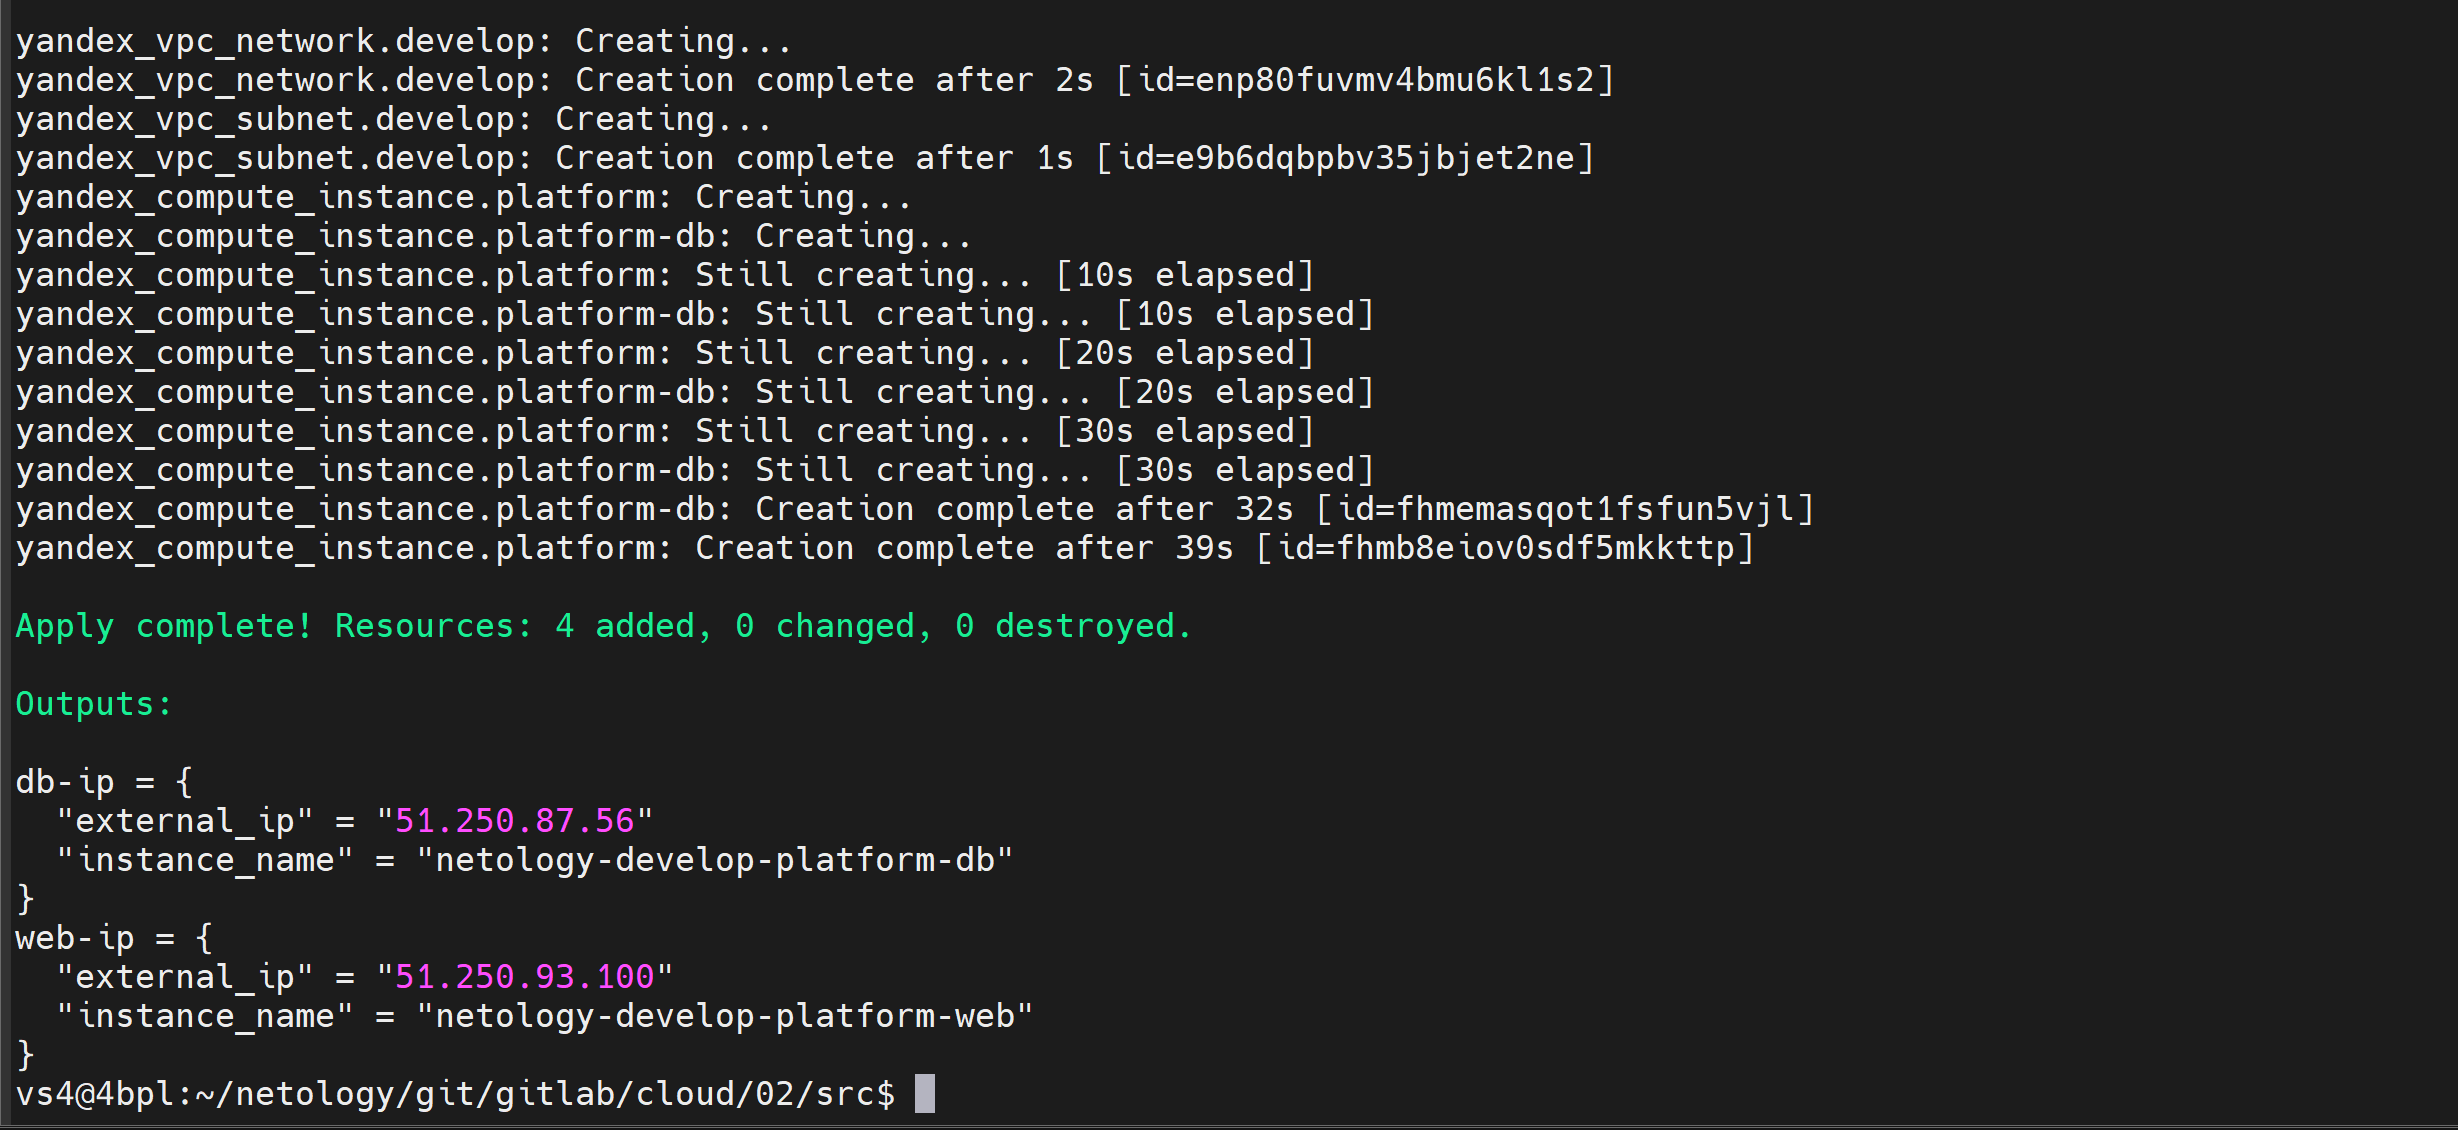 yandex_vpc_network.develop: Creating...
yandex_vpc_network.develop: Creation complete after 2s [id=enp80fuvmv4bmu6kl1s2]
yandex_vpc_subnet.develop: Creating...
yandex_vpc_subnet.develop: Creation complete after 1s [id=e9b6dqbpbv35jbjet2ne]
yandex_compute_instance.platform: Creating...
yandex_compute_instance.platform-db: Creating...
yandex_compute_instance.platform: Still creating... [10s elapsed]
yandex_compute_instance.platform-db: Still creating... [10s elapsed]
yandex_compute_instance.platform: Still creating... [20s elapsed]
yandex_compute_instance.platform-db: Still creating... [20s elapsed]
yandex_compute_instance.platform: Still creating... [30s elapsed]
yandex_compute_instance.platform-db: Still creating... [30s elapsed]
yandex_compute_instance.platform-db: Creation complete after 32s [id=fhmemasqot1fsfun5vjl]
yandex_compute_instance.platform: Creation complete after 39s [id=fhmb8eiov0sdf5mkkttp]
Apply complete! Resources: 4 added, 0 changed, 0 destroyed.
Outputs:
db-ip = {
  "external_ip" = "51.250.87.56"
  "instance_name" = "netology-develop-platform-db"
}
web-ip = {
  "external_ip" = "51.250.93.100"
  "instance_name" = "netology-develop-platform-web"
}
vs4@4bpl:~/netology/git/gitlab/cloud/02/src$